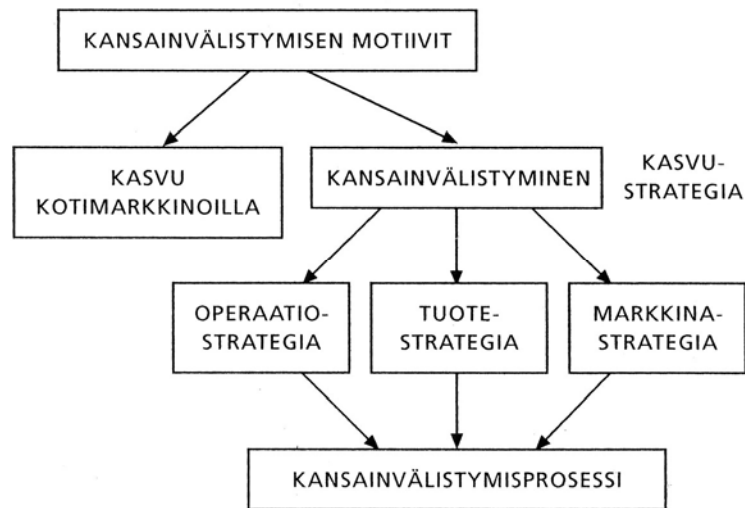 KANSAINVÄLISTYMISEN MOTIIVIT
KASVU
KOTIMARKKINOILLA
KANSAINVÄLISTYMINEN
KASVU-
STRATEGIA
OPERAATIO-
STRATEGIA
TUOTE-
STRATEGIA
MARKKINA-
STRATEGIA
KANSAINVÄLISTYMISPROSESSI